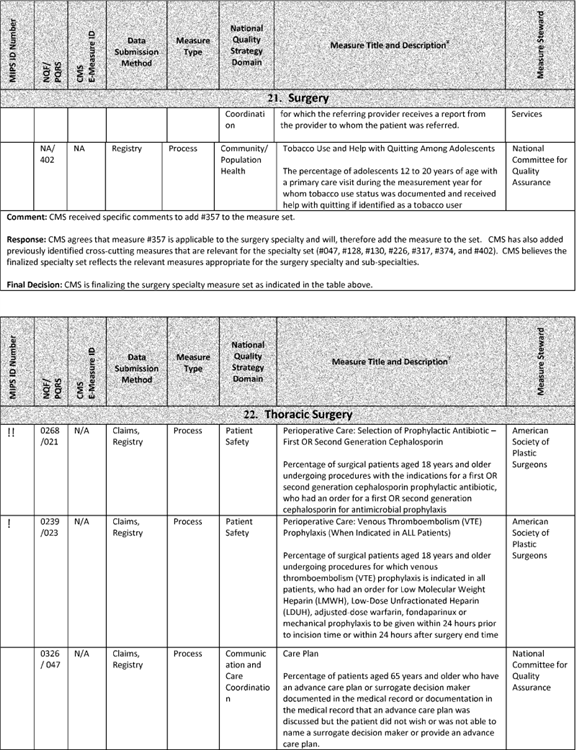 MIPS ID Number
NQF/
PQRS
CMS
E-Measure ID
Data
Submission
Method
Measure
Type
National
Quality
Strategy
Domain
Measure Title and Description
Measure Steward
21. Surgery
Coordinati
on
for which the referring provider receives a report from
the provider to whom the patient was referred.
Services
NA/
402
NA
Registry
Process
Community/
Population
Health
Tobacco Use and Help with Quitting Among Adolescents
The percentage of adolescents 12 to 20 years of age with
a primary care visit during the measurement year for
whom tobacco use status was documented and received
help with quitting if identified as a tobacco user
National
Committee for
Quality
Assurance
Comment: CMS received specific comments to add #357 to the measure set.
Response: CMS agrees that measure #357 is applicable to the surgery specialty and will, therefore add the measure to the set. CMS has also added
previously identified cross-cutting measures that are relevant for the specialty set (#047, #128, #130, #226, #317, #374, and #402). CMS believes the
finalized specialty set reflects the relevant measures appropriate for the surgery specialty and sub-specialties.
Final Decision: CMS is finalizing the surgery specialty measure set as indicated in the table above.
MIPS ID Number
NQF/
PQRS
CMS
E-Measure ID
Data
Submission
Method
Measure
Type
National
Quality
Strategy
Domain
Measure Title and Description
Measure Steward
22. Thoracic Surgery
!!
0268
/021
N/A
Claims,
Registry
Process
Patient
Safety
Perioperative Care: Selection of Prophylactic Antibiotic –
First OR Second Generation Cephalosporin
Percentage of surgical patients aged 18 years and older
undergoing procedures with the indications for a first OR
second generation cephalosporin prophylactic antibiotic,
who had an order for a first OR second generation
cephalosporin for antimicrobial prophylaxis
American
Society of
Plastic
Surgeons
!
0239
/023
N/A
Claims,
Registry
Process
Patient
Safety
Perioperative Care: Venous Thromboembolism (VTE)
Prophylaxis (When Indicated in ALL Patients)
Percentage of surgical patients aged 18 years and older
undergoing procedures for which venous
thromboembolism (VTE) prophylaxis is indicated in all
patients, who had an order for Low Molecular Weight
Heparin (LMWH), Low-Dose Unfractionated Heparin
(LDUH), adjusted-dose warfarin, fondaparinux or
mechanical prophylaxis to be given within 24 hours prior
to incision time or within 24 hours after surgery end time
American
Society of
Plastic
Surgeons
0326
/ 047
N/A
Claims,
Registry
Process
Communic
ation and
Care
Coordinatio
n
Care Plan
Percentage of patients aged 65 years and older who have
an advance care plan or surrogate decision maker
documented in the medical record or documentation in
the medical record that an advance care plan was
discussed but the patient did not wish or was not able to
name a surrogate decision maker or provide an advance
care plan.
National
Committee for
Quality
Assurance